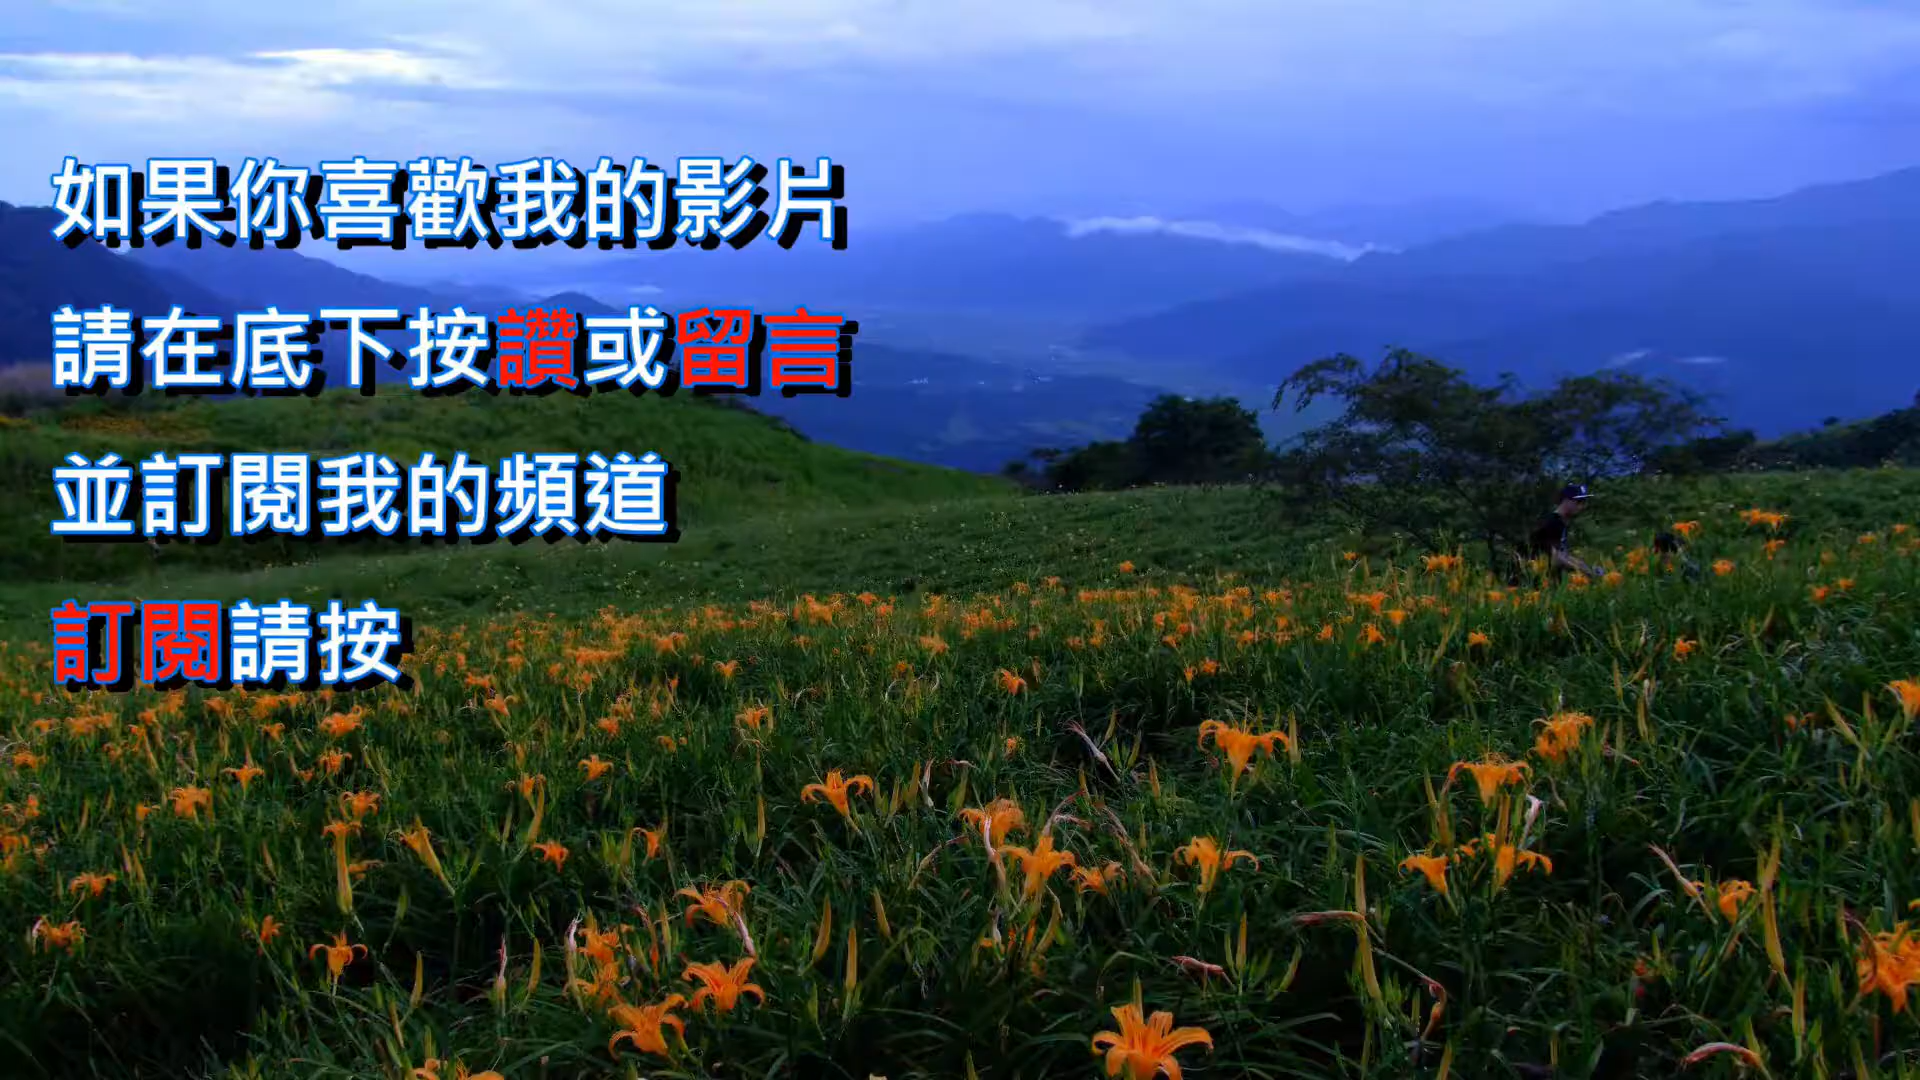 如果你喜歡我的影片
請在底下按讚或留言
並訂閱我的頻道
訂閱請按